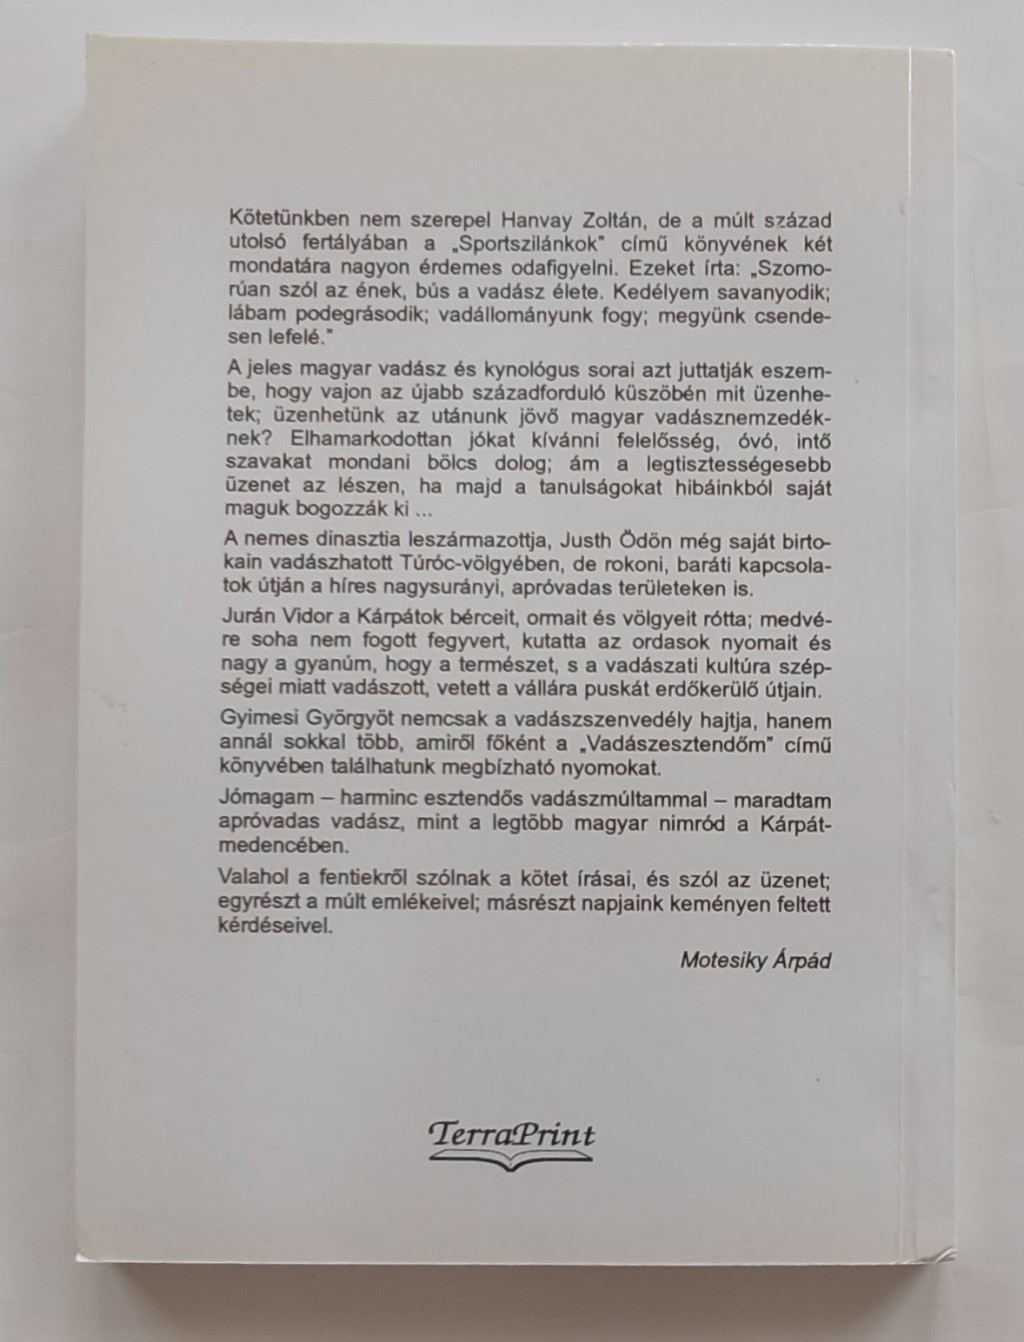 Kötetünkben nem szerepel Hanvay Zoltán, de a múlt század
utolsó fertályában a „Sportszilánkok" című könyvének két
mondatára nagyon érdemes odafigyelni. Ezeket írta: „Szomo-
rúan szól az ének, bús a vadász élete. Kedélyem savanyodik;
lábam podegrásodik; vadállományunk fogy; megyünk csende-
sen lefelé."
A jeles magyar vadász és kynológus sorai azt juttatják eszem-
be, hogy vajon az újabb századforduló küszöbén mit üzenhe-
tek; üzenhetünk az utánunk jövő magyar vadásznemzedék-
nek? Elhamarkodottan jókat kívánni felelősség, óvó, intő
szavakat mondani bölcs dolog; ám a legtisztességesebb
üzenet az lészen, ha majd a tanulságokat hibáinkból saját
maguk bogozzák ki ...
A nemes dinasztia leszármazottja, Justh Ödön még saját birto-
kain vadászhatott Túróc-völgyében, de rokoni, baráti kapcsola-
tok útján a híres nagysurányi, apróvadas területeken is.
Jurán Vidor a Kárpátok bérceit, ormait és völgyeit rótta; medvé-
re soha nem fogott fegyvert, kutatta az ordasok nyomait és
nagy a gyanúm, hogy a természet, s a vadászati kultúra szép-
ségei miatt vadászott, vetett a vállára puskát erdőkerülő útjain.
Gyimesi Györgyöt nemcsak a vadászszenvedély hajtja, hanem
annál sokkal több, amiről főként a „Vadászesztendőm" című
könyvében találhatunk megbízható nyomokat.
Jómagam – harminc esztendős vadászmúltammal – maradtam
apróvadas vadász, mint a legtöbb magyar nimród a Kárpát-
medencében.
Valahol a fentiekről szólnak a kötet írásai, és szól az üzenet;
egyrészt a múlt emlékeivel; másrészt napjaink keményen feltett
kérdéseivel.
Motesiky Árpád
TerraPrint